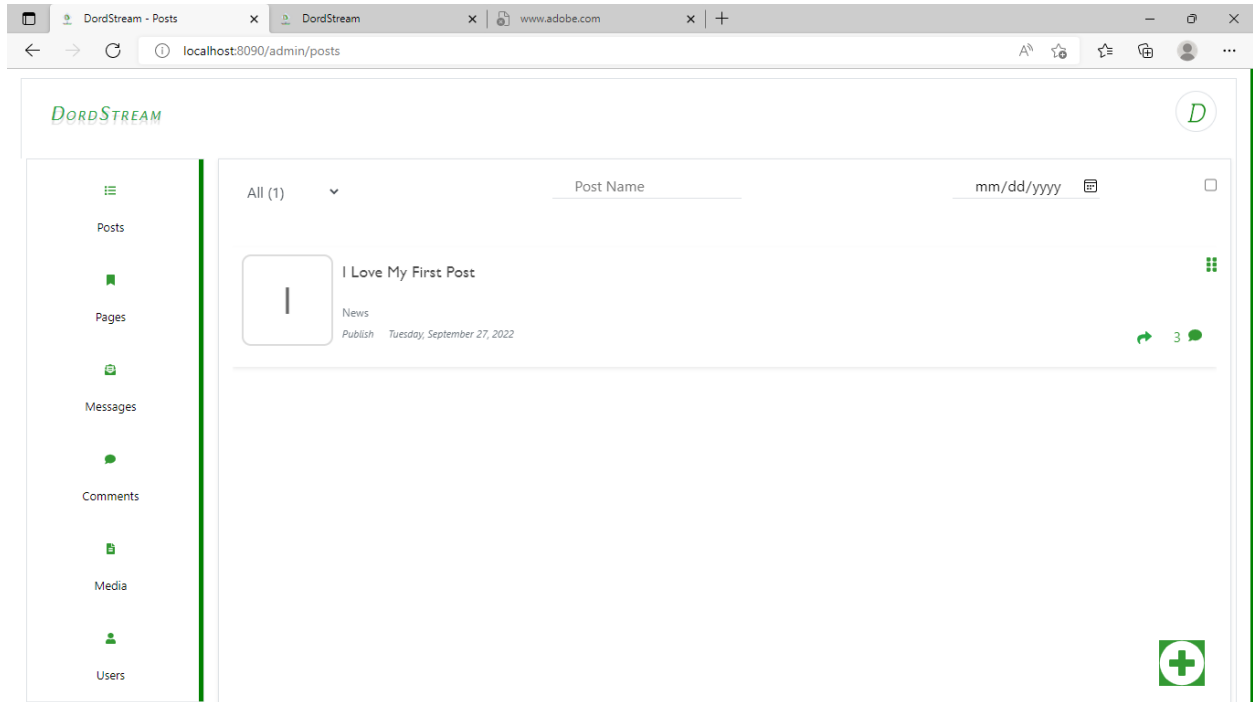 DordStream - Posts
DordStream
www.adobe.com
localhost:8090/admin/posts
DORDSTREAM
D
All (1)
Post Name
mm/dd/yyyy
Posts
Pages
Messages
Comments
Media
Users
I
I Love My First Post
News
Publish Tuesday, September 27, 2022
3